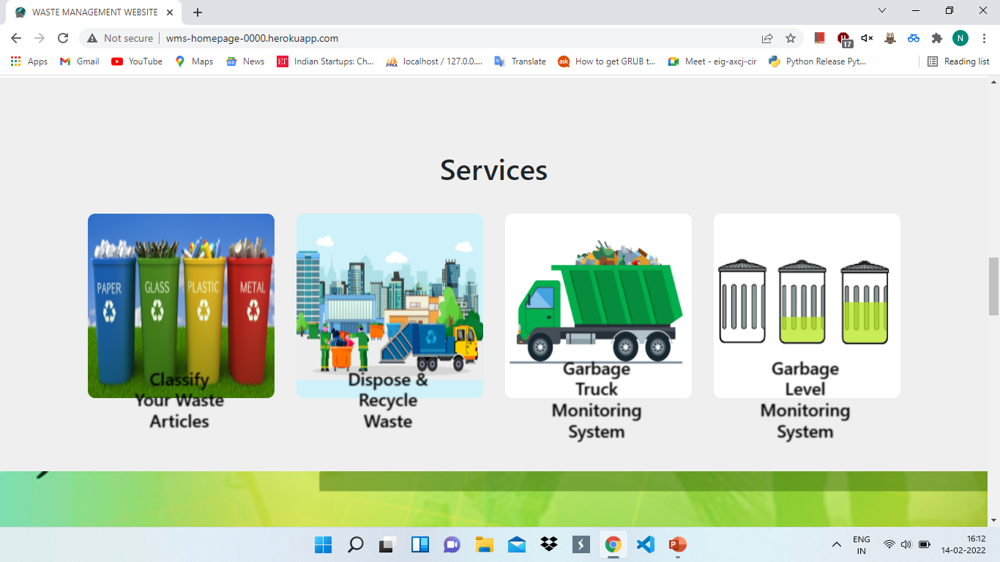 WASTE MANAGEMENT WEBSITE
Not secure
wms-homepage-0000.herokuapp.com
17
N
Apps
Gmail
YouTube
Maps
News
ET
Indian Startups: Ch...
PMA
localhost / 127.0.0....
Translate
ask
How to get GRUB t...
Meet - eig-axcj-cir
Python Release Pyt...
Reading list
Services
PAPER
GLASS
PLASTIC
METAL
Classify
Your Waste
Articles
Dispose &
Recycle
Waste
Garbage
Truck
Monitoring
System
Garbage
Level
Monitoring
System
ENG
IN
16:12
14-02-2022